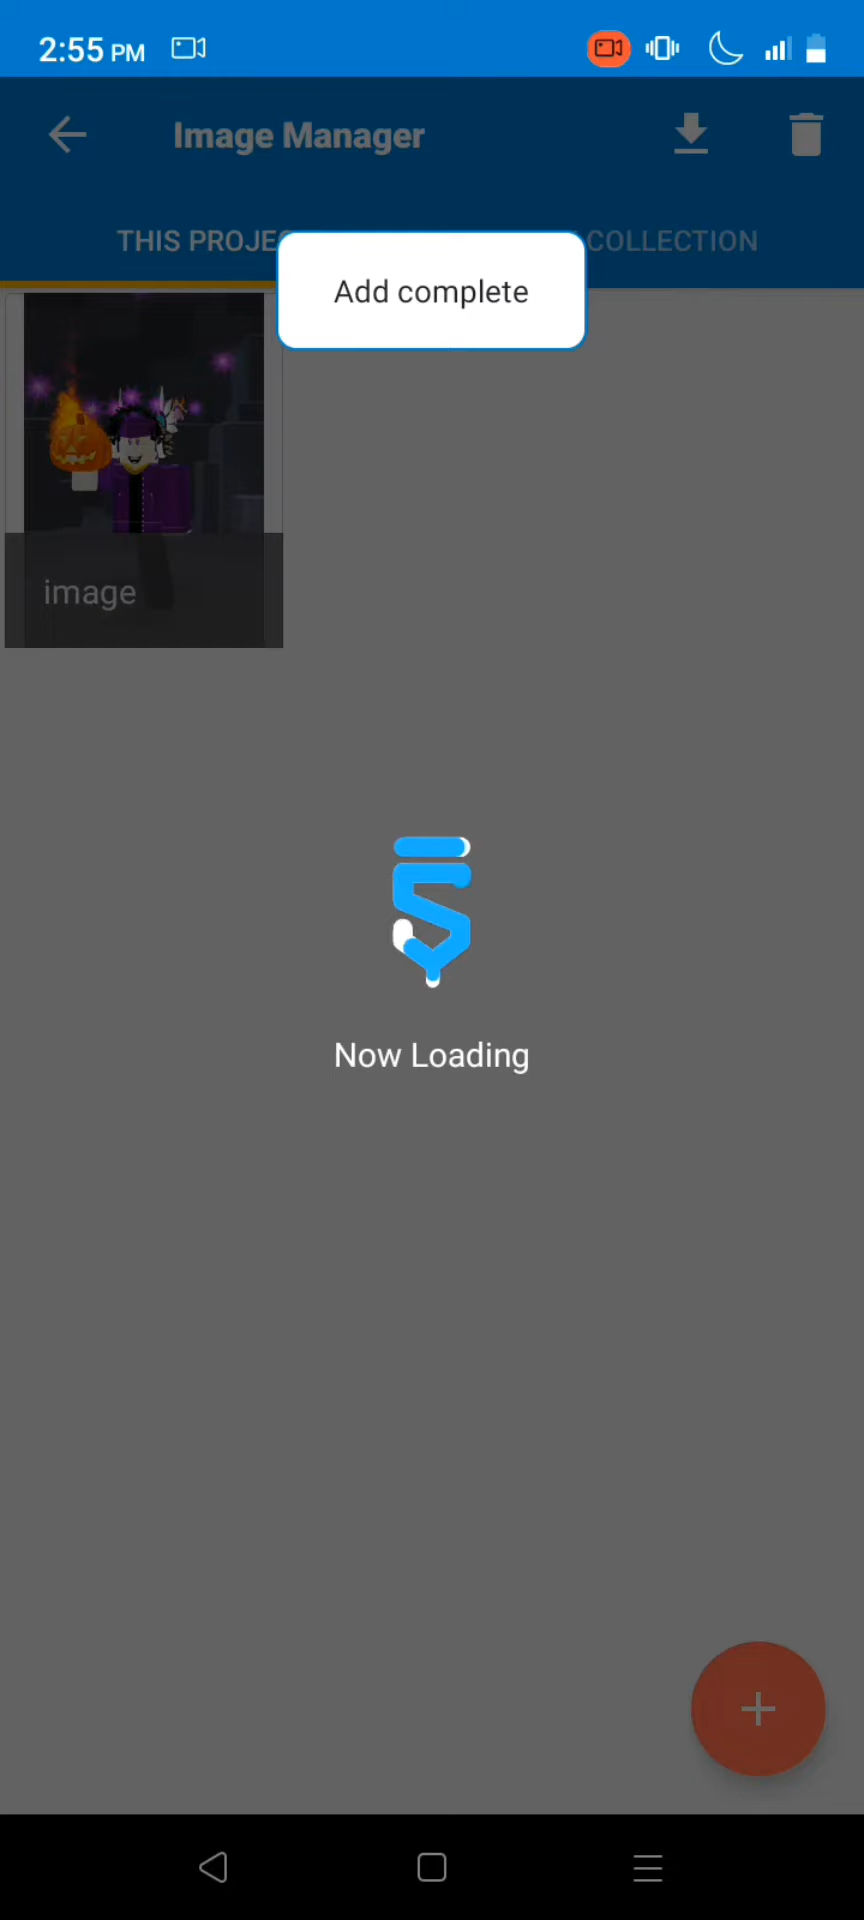 2:55 PM
Image Manager
THIS PROJE
COLLECTION
Add complete
image
Now Loading